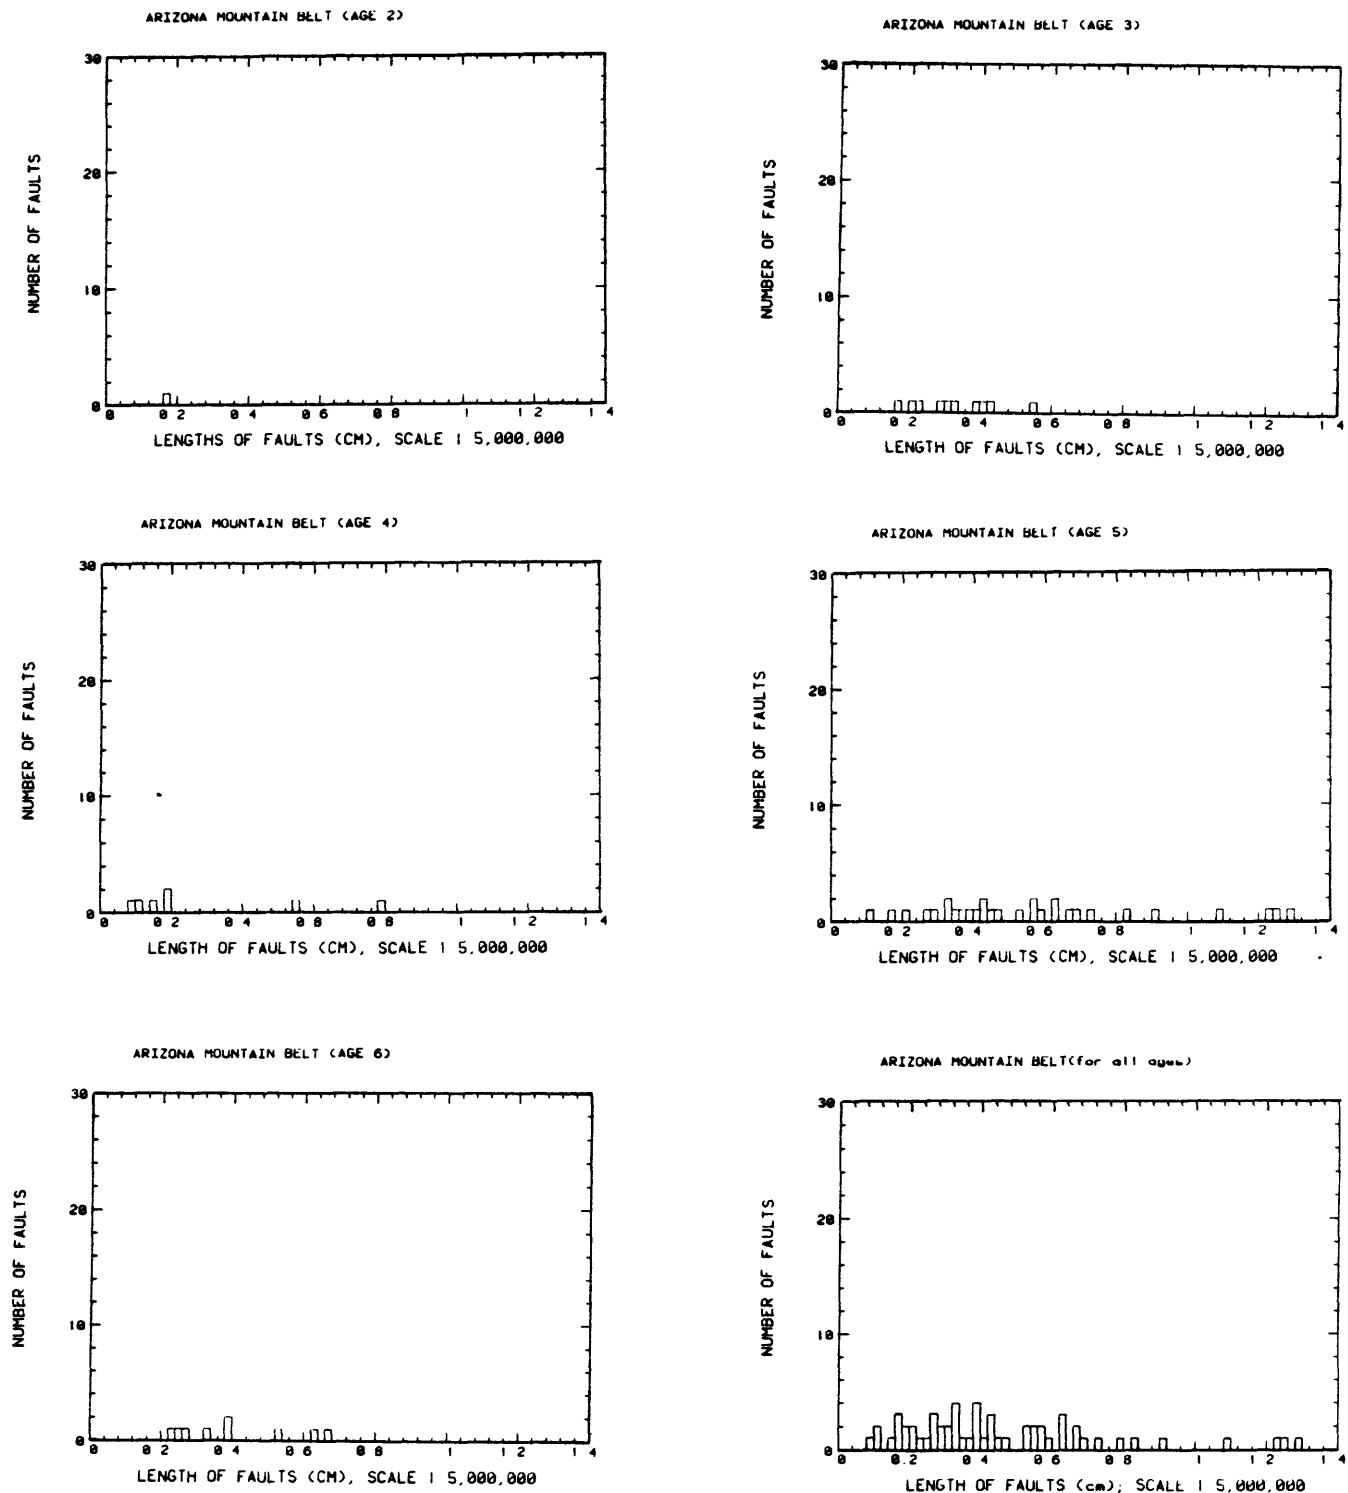 ARIZONA MOUNTAIN BELT (AGE 2)
30
20
10
0
NUMBER OF FAULTS
0 0 2 0 4 0 6 0 8 1 1 2 1 4
LENGTHS OF FAULTS (CM), SCALE 1 5,000,000
ARIZONA MOUNTAIN BELT (AGE 3)
30
20
10
0
NUMBER OF FAULTS
0 0 2 0 4 0 6 0 8 1 1 2 1 4
LENGTH OF FAULTS (CM), SCALE 1 5,000,000
ARIZONA MOUNTAIN BELT (AGE 4)
30
20
10
0
NUMBER OF FAULTS
0 0 2 0 4 0 6 0 8 1 1 2 1 4
LENGTH OF FAULTS (CM), SCALE 1 5,000,000
ARIZONA MOUNTAIN BELT (AGE 5)
30
20
10
0
NUMBER OF FAULTS
0 0 2 0 4 0 6 0 8 1 1 2 1 4
LENGTH OF FAULTS (CM), SCALE 1 5,000,000
ARIZONA MOUNTAIN BELT (AGE 6)
30
20
10
0
NUMBER OF FAULTS
0 0 2 0 4 0 6 0 8 1 1 2 1 4
LENGTH OF FAULTS (CM), SCALE 1 5,000,000
ARIZONA MOUNTAIN BELT(for all ages)
30
20
10
0
NUMBER OF FAULTS
0 0.2 0 4 0 6 0 8 1 1 2 1 4
LENGTH OF FAULTS (cm); SCALE 1 5,000,000